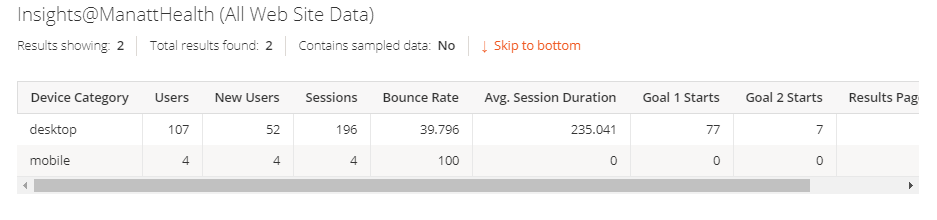 Insights@ManattHealth (All Web Site Data)
Results showing: 2 Total results found: 2 Contains sampled data: No ↓ Skip to bottom
Device Category Users New Users Sessions Bounce Rate Avg. Session Duration Goal 1 Starts Goal 2 Starts Results Pag
desktop 107 52 196 39.796 235.041 77 7
mobile 4 4 4 100 0 0 0